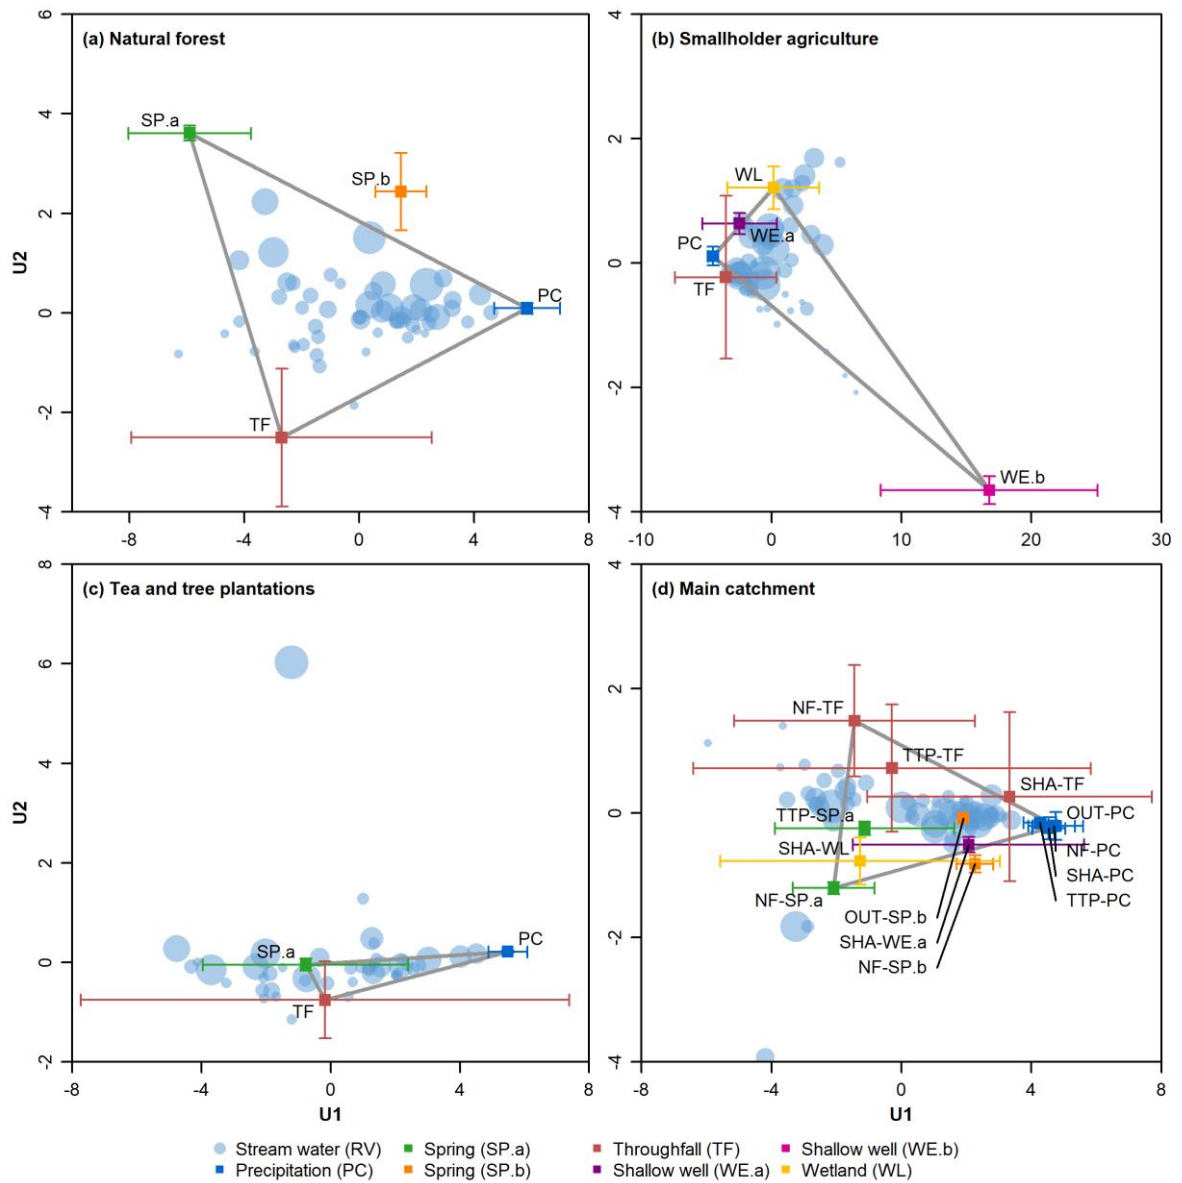 (a) Natural forest
6
4
2
0
-2
-4
U2
SP.a
SP.b
PC
TF
-8
-4
0
4
8
(b) Smallholder agriculture
4
2
0
-2
-4
WL
WE.a
PC
TF
WE.b
-10
0
10
20
30
(c) Tea and tree plantations
8
6
4
2
0
-2
U2
SP.a
PC
TF
-8
-4
0
4
8
U1
(d) Main catchment
4
2
0
-2
-4
NF-TF
TTP-TF
SHA-TF
TTP-SP.a
OUT-PC
SHA-WL
NF-PC
SHA-PC
NF-SP.a
TTP-PC
OUT-SP.b
SHA-WE.a
NF-SP.b
-8
-4
0
4
8
U1
Stream water (RV)
Spring (SP.a)
Throughfall (TF)
Shallow well (WE.b)
Precipitation (PC)
Spring (SP.b)
Shallow well (WE.a)
Wetland (WL)